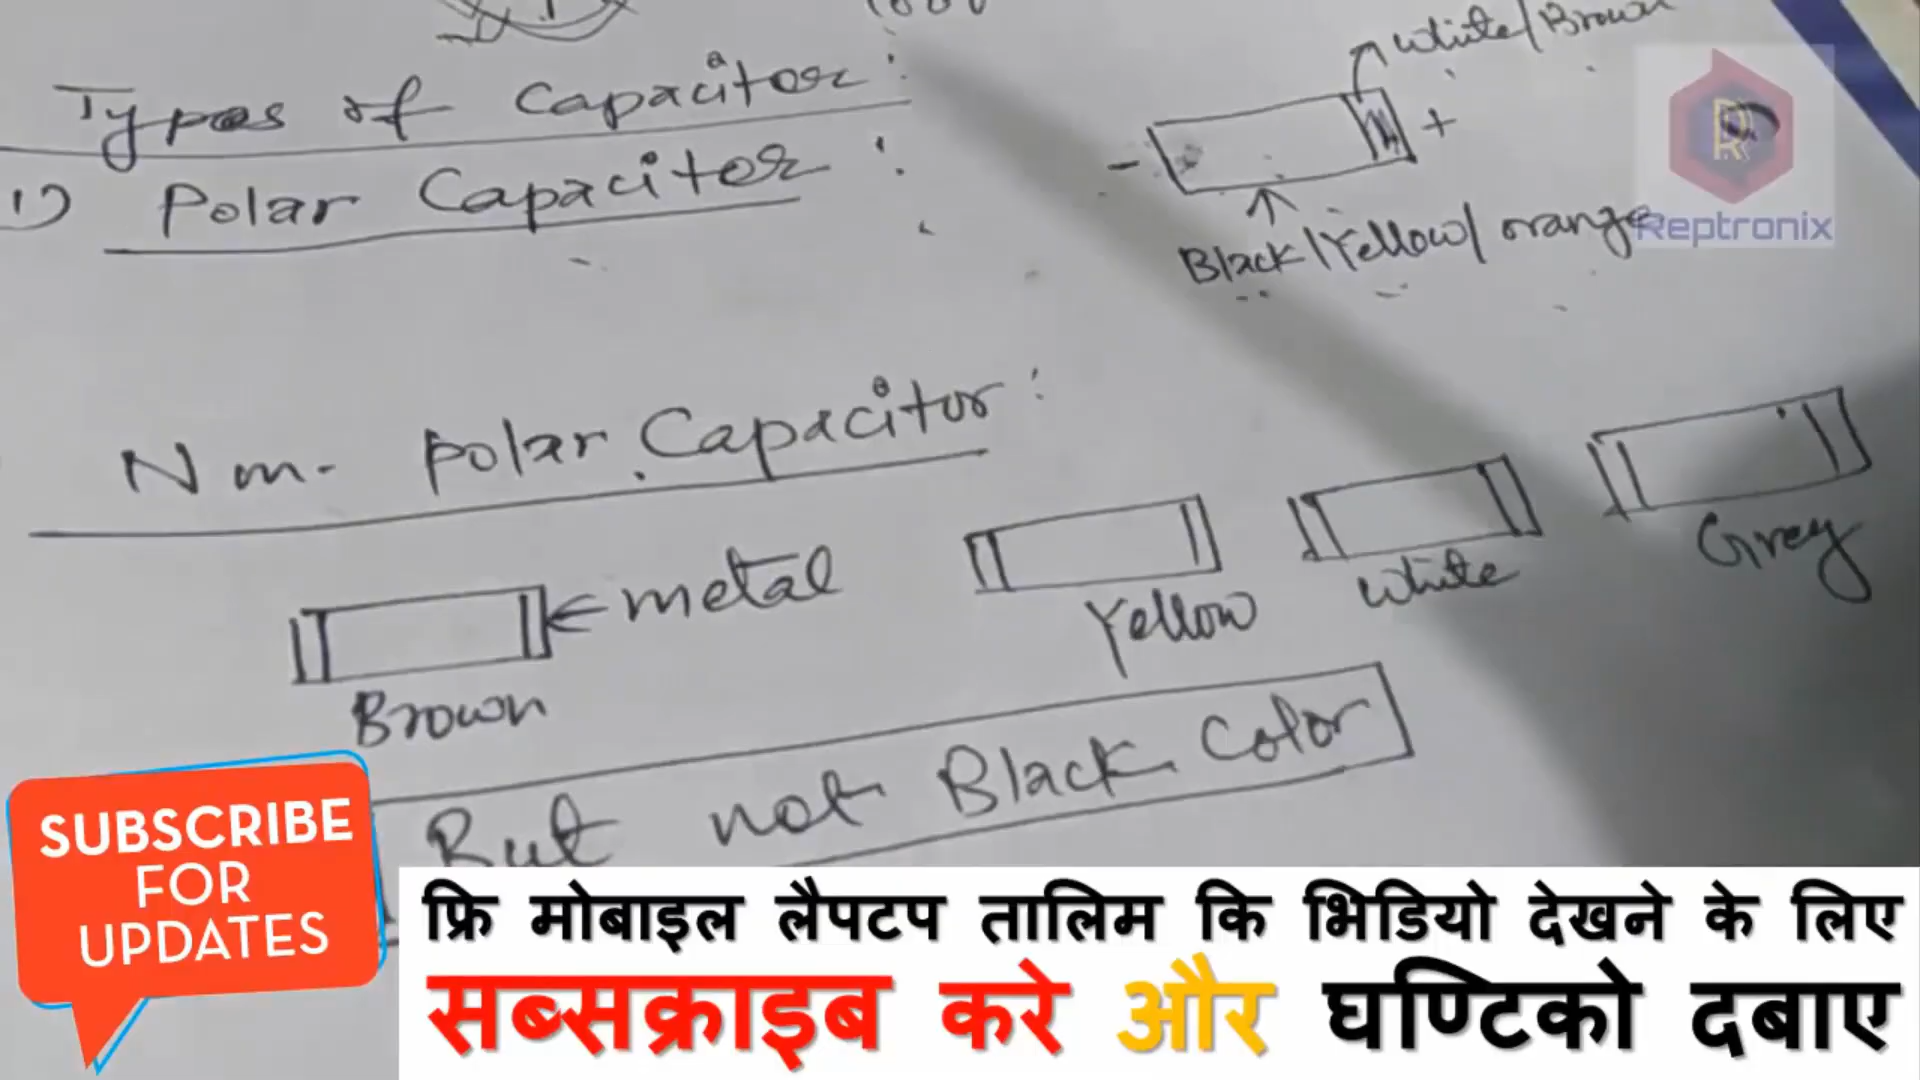 Types of Capacitor:
White/Brown
1) Polar Capacitor:
- +
Black/Yellow/orange
Reptronix
Non-Polar Capacitor:
← metal
Brown
Yellow
White
Grey
But not Black Color
SUBSCRIBE
FOR
UPDATES
फ्रि मोबाइल लैपटप तालिम कि भिडियो देखने के लिए
सब्सक्राइब करे और घण्टिको दबाए